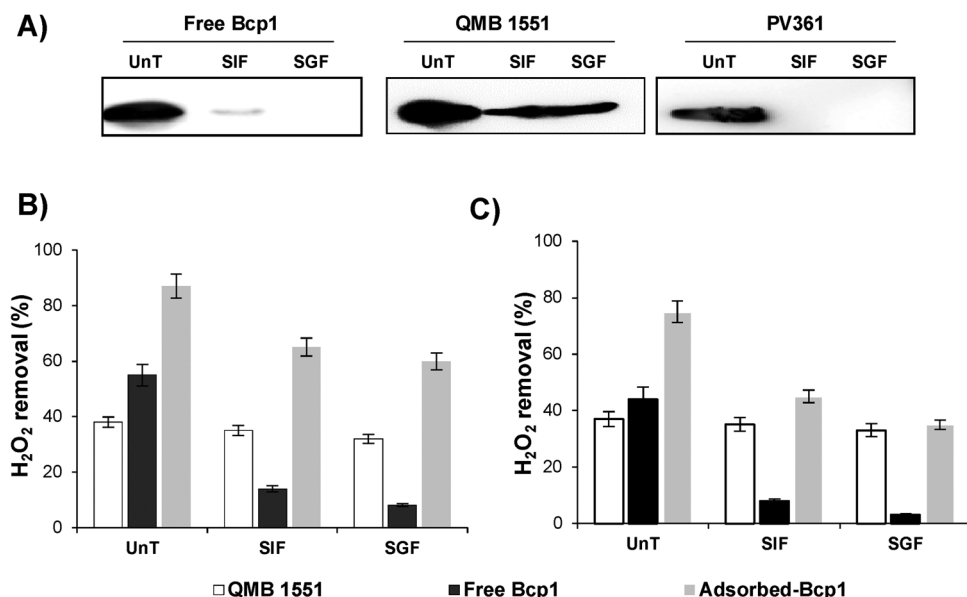 A)
Free Bcp1
QMB 1551
PV361
UnT SIF SGF
UnT SIF SGF
UnT SIF SGF
B)
H₂O₂ removal (%)
100
80
60
40
20
0
UnT SIF SGF
C)
H₂O₂ removal (%)
100
80
60
40
20
0
UnT SIF SGF
QMB 1551
Free Bcp1
Adsorbed-Bcp1